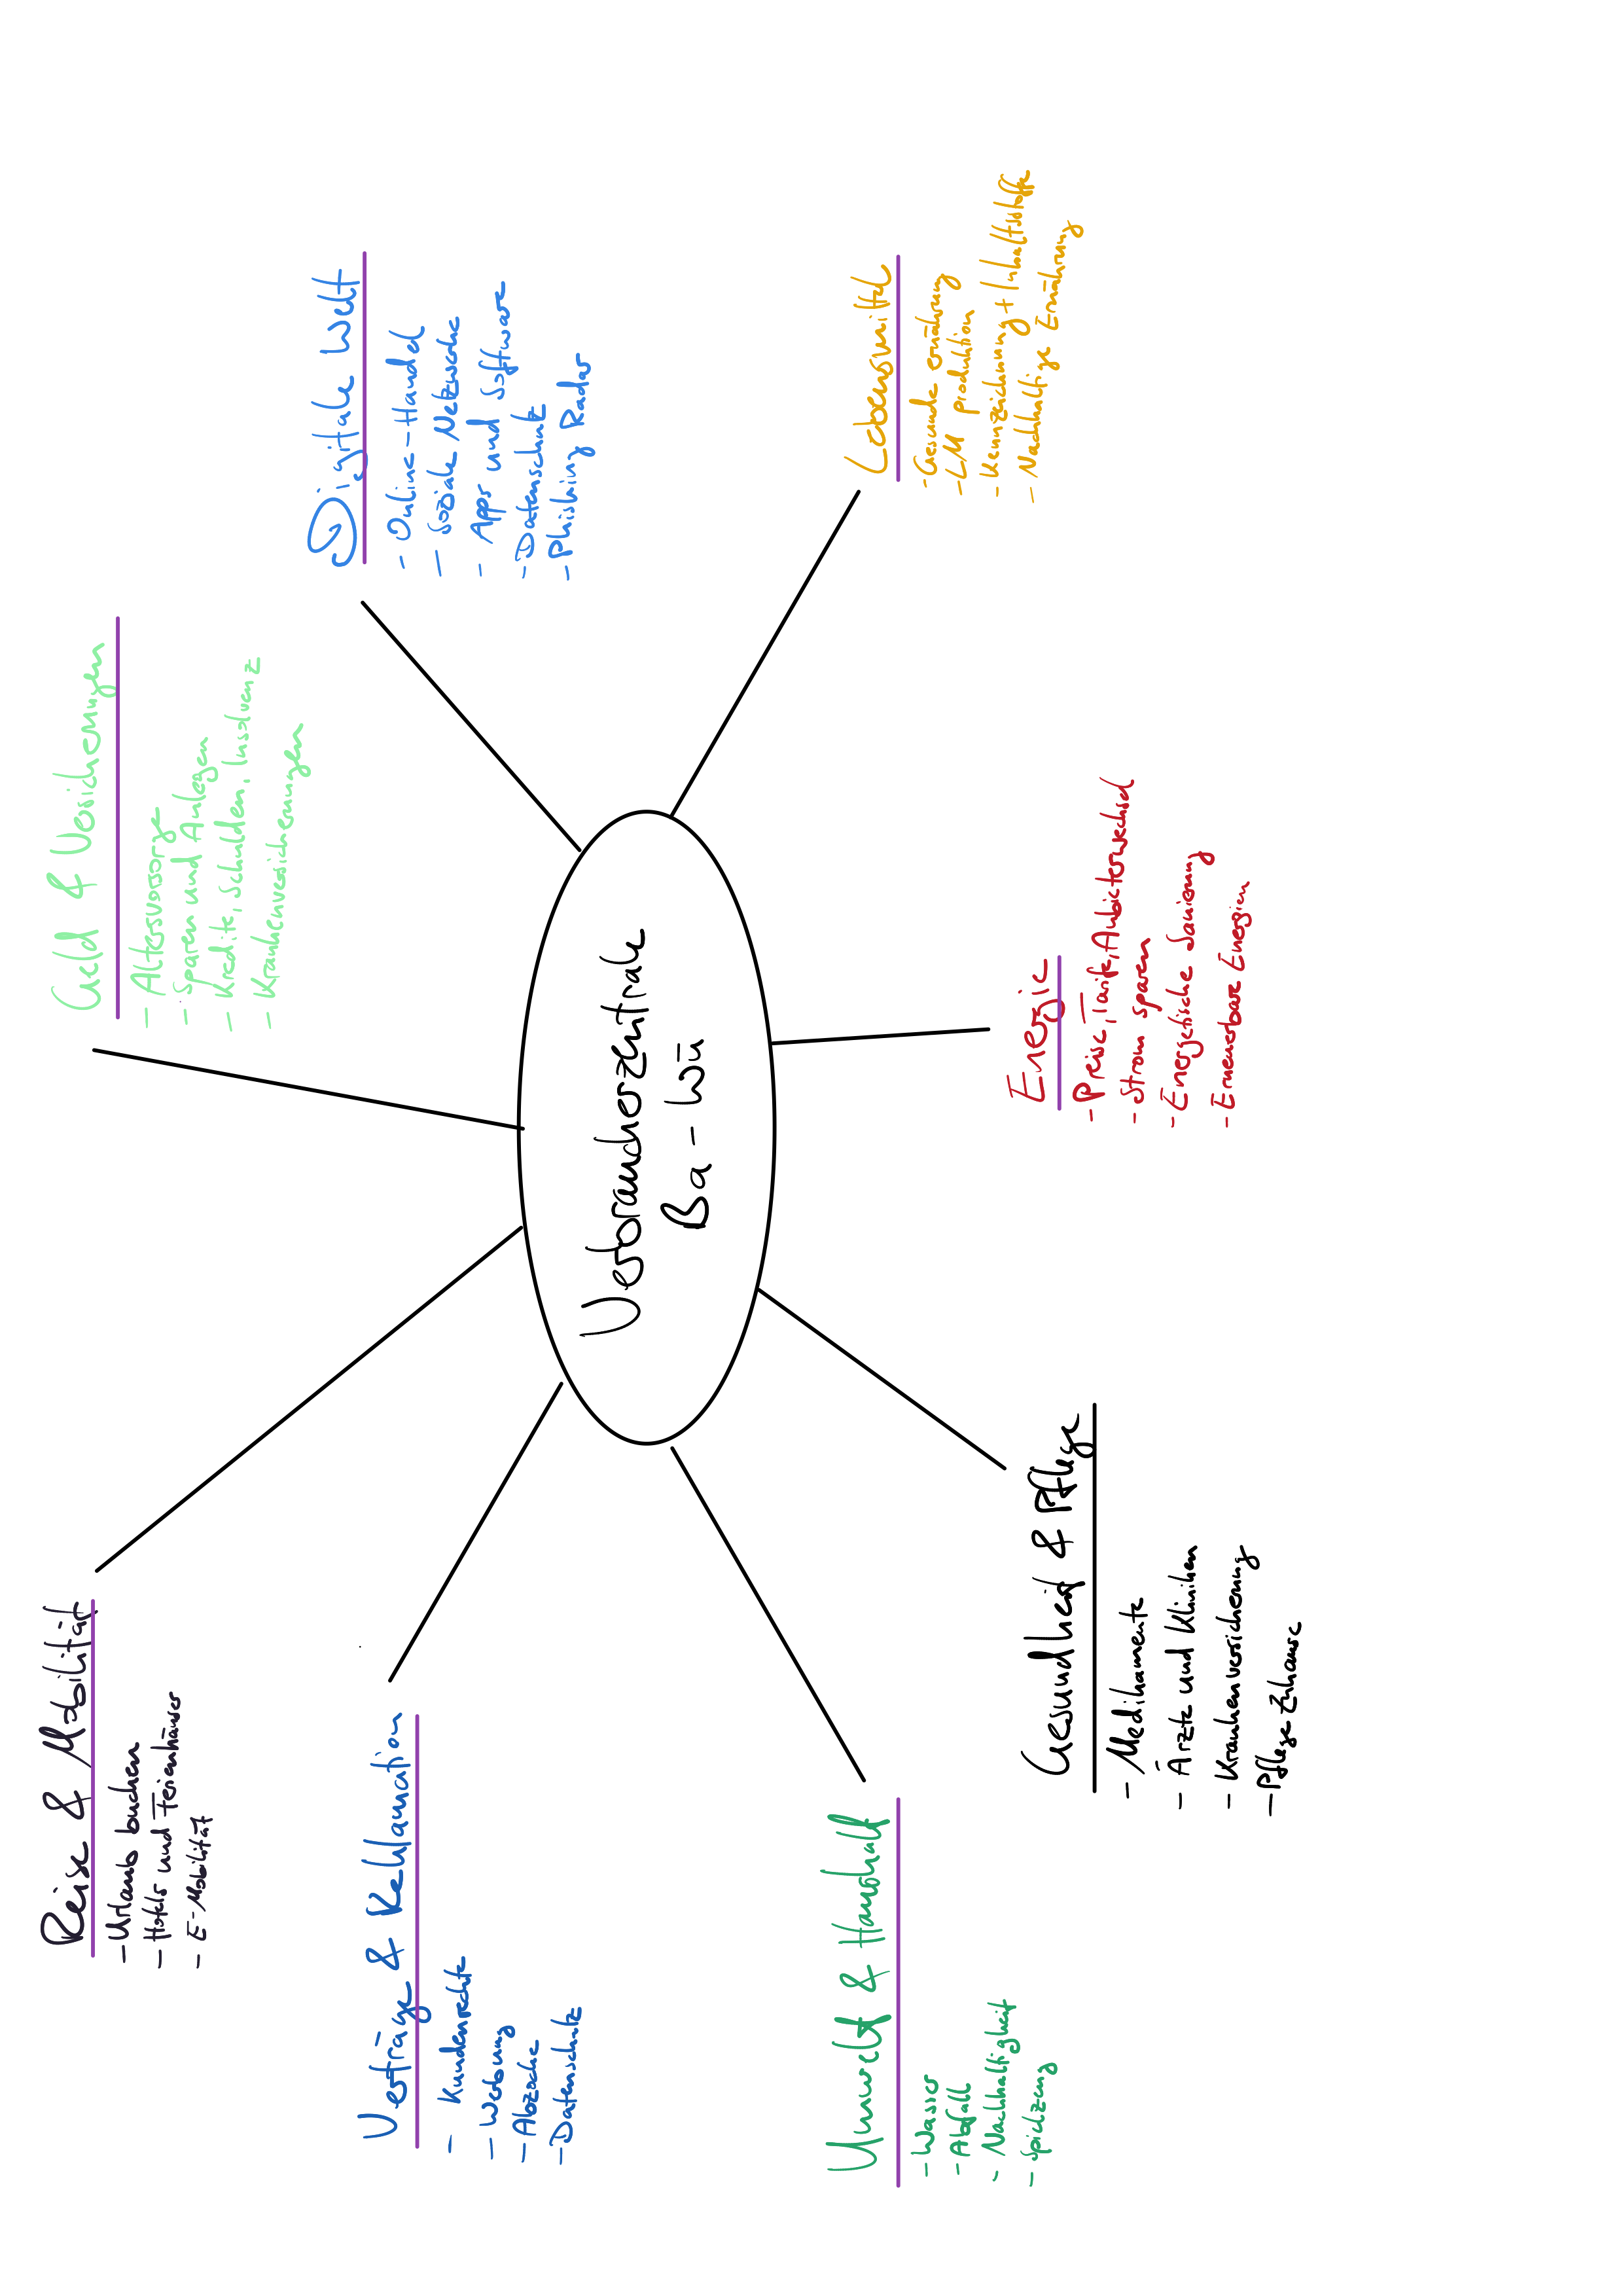 Verbraucherzentrale
Ba-Wü
Reise & Mobilität
- Urlaub buchen
- Hotels und Ferienhäuser
- E-Mobilität
Geld & Versicherungen
- Altersvorsorge
- Sparen und Anlegen
- Kredite, Schulden, Insolvenz
- Krankenversicherungen
Digitale Welt
- Online-Handel
- Soziale Netzwerke
- Apps und Software
- Datenschutz
- Phishing Radar
Verträge & Reklamation
- Kundenrechte
- Werbung
- Abzocke
- Datenschutz
Umwelt & Haushalt
- Wasser
- Abfall
- Nachhaltigkeit
- Spielzeug
Gesundheit & Pflege
- Medikamente
- Ärzte und Kliniken
- Krankenversicherung
- Pflege Zuhause
Energie
- Preise, Tarife, Anbieterwechsel
- Strom sparen
- Energetische Sanierung
- Erneuerbare Energien
Lebensmittel
- Gesunde ernährung
- LM produktion
- Kennzeichnung + Inhaltsstoffe
- Nachhaltige Ernährung